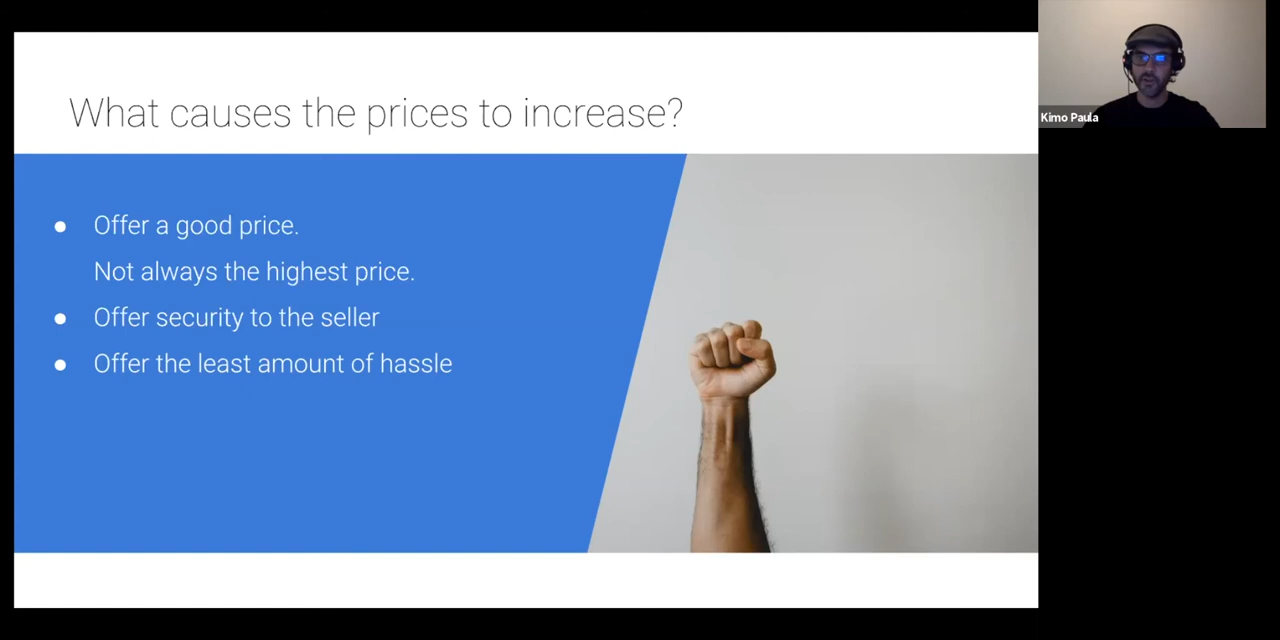 What causes the prices to increase?
● Offer a good price.
Not always the highest price.
● Offer security to the seller
● Offer the least amount of hassle
Kimo Paula